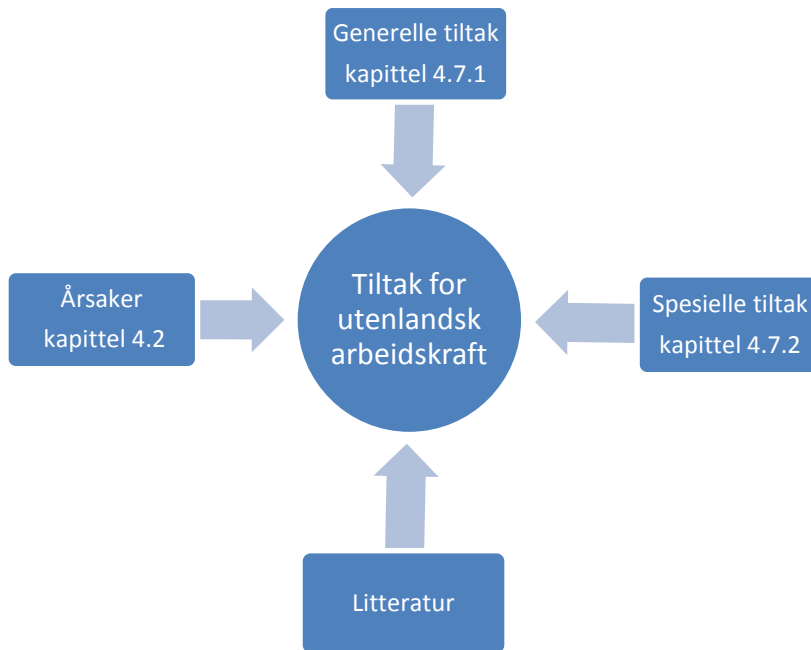 Generelle tiltak
kapittel 4.7.1
Årsaker
kapittel 4.2
Tiltak for
utenlandsk
arbeidskraft
Spesielle tiltak
kapittel 4.7.2
Litteratur